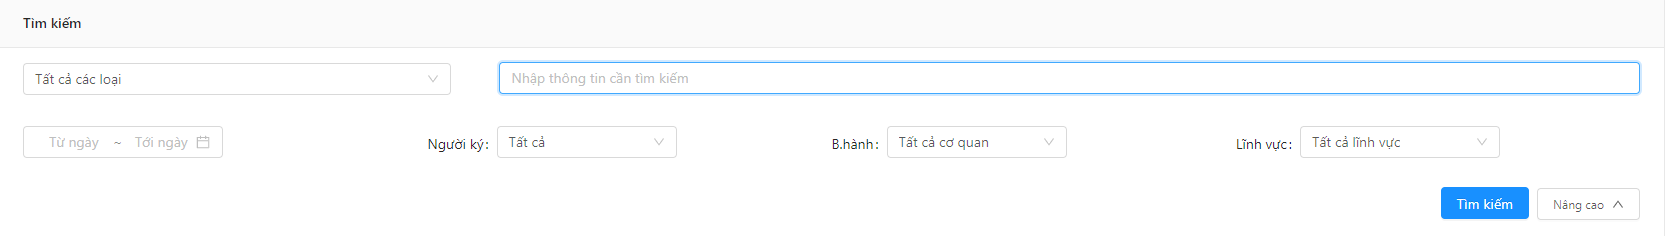 Tìm kiếm
Tất cả các loại
Nhập thông tin cần tìm kiếm
Từ ngày ~ Tới ngày
Người ký: Tất cả
B.hành: Tất cả cơ quan
Lĩnh vực: Tất cả lĩnh vực
Tìm kiếm
Nâng cao